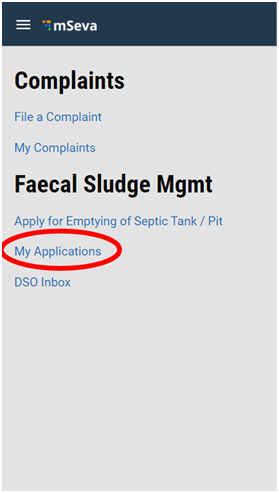 mSeva
Complaints
File a Complaint
My Complaints
Faecal Sludge Mgmt
Apply for Emptying of Septic Tank / Pit
My Applications
DSO Inbox